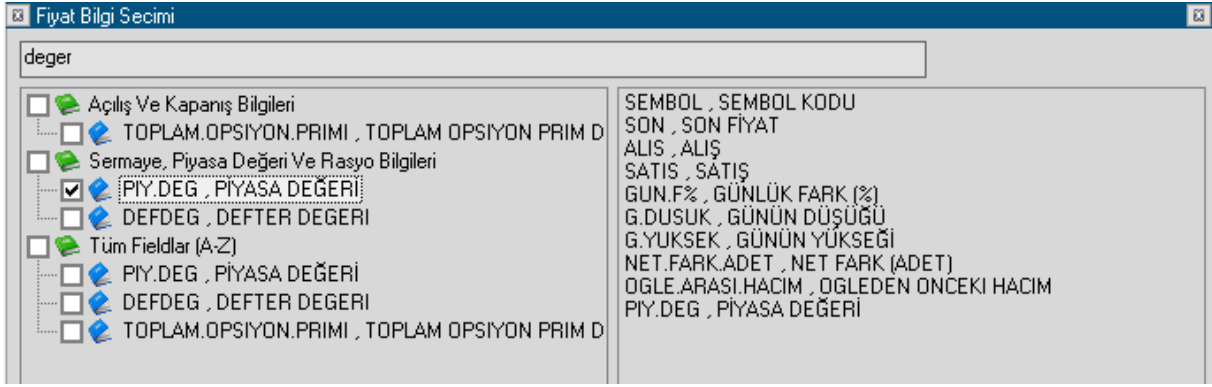 Fiyat Bilgi Secimi
deger
Açılış Ve Kapanış Bilgileri
TOPLAM.OPSIYON.PRIMI , TOPLAM OPSIYON PRIM D
Sermaye, Piyasa Değeri Ve Rasyo Bilgileri
PIY.DEG , PİYASA DEĞERİ
DEFDEG , DEFTER DEGERI
Tüm Fieldlar (A-Z)
PIY.DEG , PİYASA DEĞERİ
DEFDEG , DEFTER DEGERI
TOPLAM.OPSIYON.PRIMI , TOPLAM OPSIYON PRIM D
SEMBOL , SEMBOL KODU
SON , SON FİYAT
ALIS , ALIŞ
SATIS , SATIŞ
GUN.F% , GÜNLÜK FARK (%)
G.DUSUK , GÜNÜN DÜŞÜĞÜ
G.YUKSEK , GÜNÜN YÜKSEĞİ
NET.FARK.ADET , NET FARK (ADET)
OGLE.ARASI.HACIM , OGLEDEN ONCEKI HACIM
PIY.DEG , PİYASA DEĞERİ